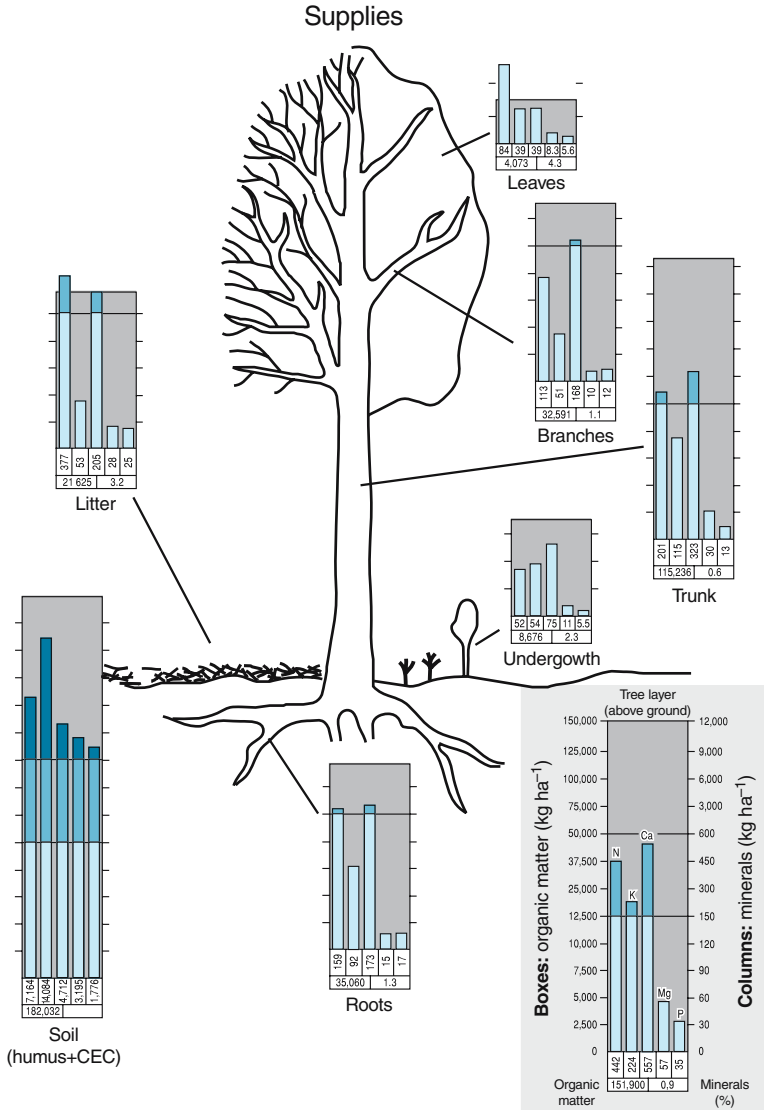 Supplies
84 39 39 8.3 5.6
4,073 4.3
Leaves
113 51 168 10 12
32,591 1.1
Branches
377 53 205 28 25
21 625 3.2
Litter
201 115 323 30 13
115,236 0.6
Trunk
52 54 75 11 5.5
8,676 2.3
Undergowth
7,164 14,084 4,712 3,195 1,776
182,032
Soil
(humus+CEC)
159 92 173 15 17
35,060 1.3
Roots
Tree layer
(above ground)
150,000 12,000
125,000 9,000
100,000 6,000
75,000 3,000
50,000 600
37,500 450
25,000 300
12,500 150
10,000 120
7,500 90
5,000 60
2,500 30
0 0
Boxes: organic matter (kg ha−1)
Columns: minerals (kg ha−1)
N K Ca Mg P
442 224 557 57 35
151,900 0,9
Organic
matter
Minerals
(%)